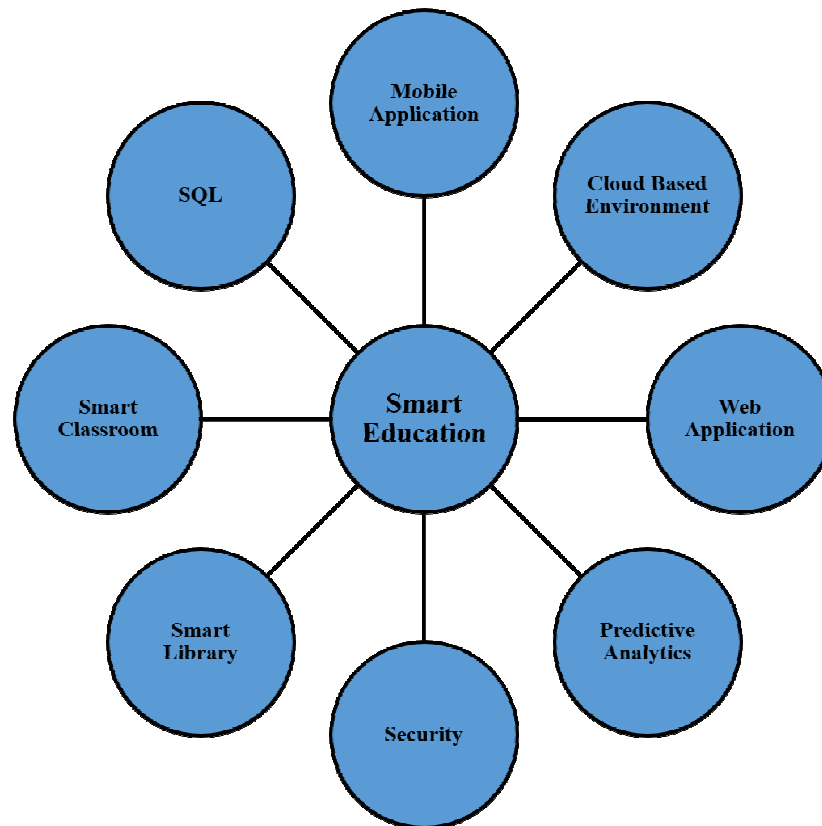 Mobile
Application
SQL
Cloud Based
Environment
Smart
Classroom
Smart
Education
Web
Application
Smart
Library
Predictive
Analytics
Security